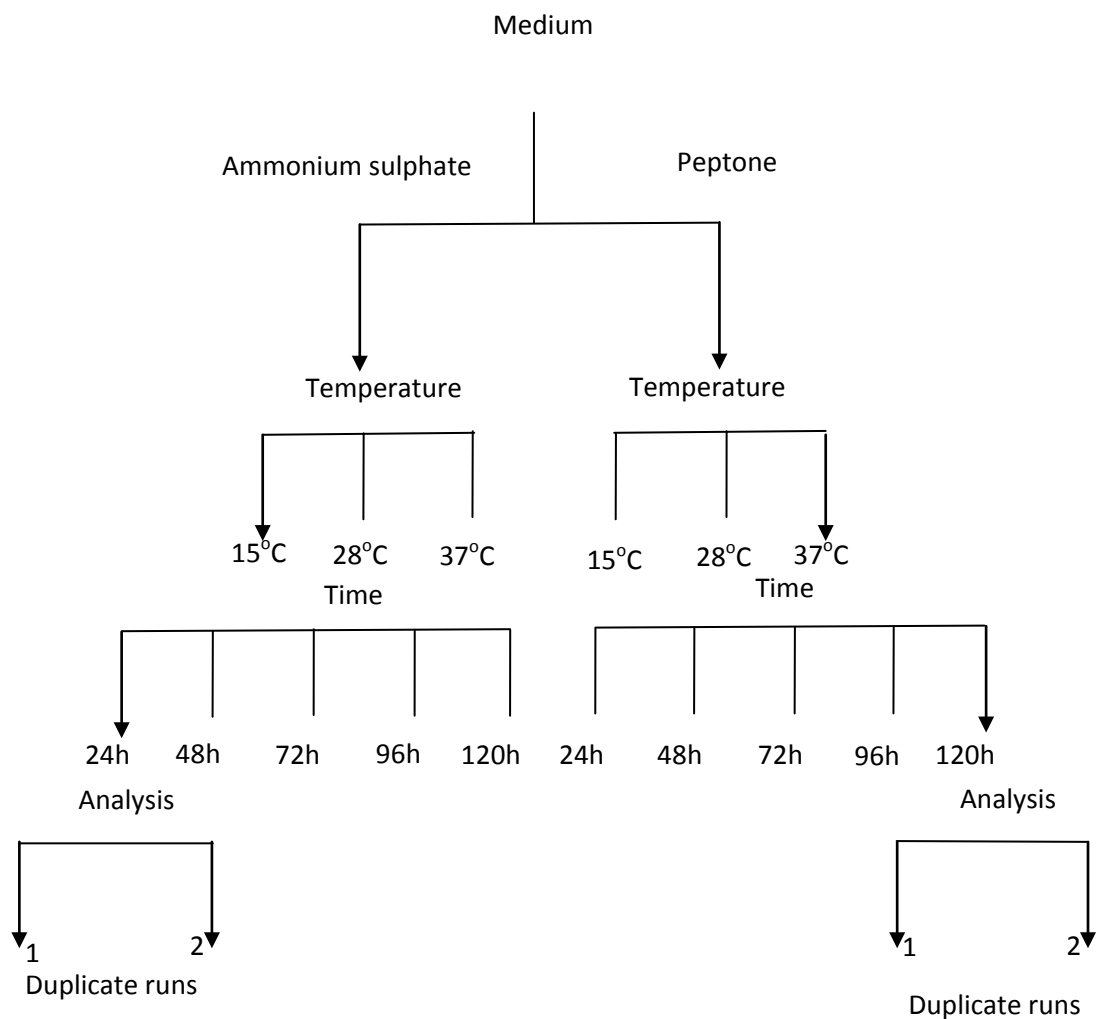 Medium
Ammonium sulphate Peptone
Temperature Temperature
15°C 28°C 37°C 15°C 28°C 37°C
Time Time
24h 48h 72h 96h 120h 24h 48h 72h 96h 120h
Analysis Analysis
1 2 1 2
Duplicate runs Duplicate runs